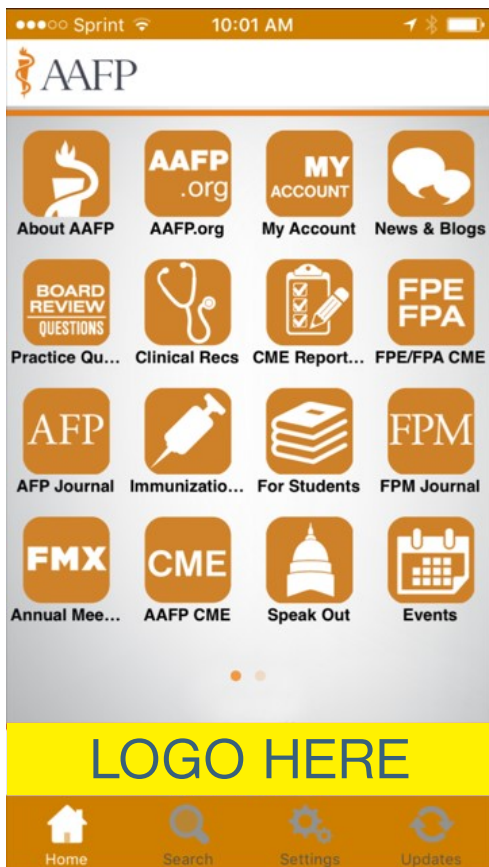 Sprint 10:01 AM
AAFP
AAFP
.org
MY
ACCOUNT
About AAFP AAFP.org My Account News & Blogs
BOARD
REVIEW
QUESTIONS
FPE
FPA
Practice Qu... Clinical Recs CME Report... FPE/FPA CME
AFP
FPM
AFP Journal Immunizatio... For Students FPM Journal
FMX
CME
Annual Mee... AAFP CME Speak Out Events
LOGO HERE
Home Search Settings Updates